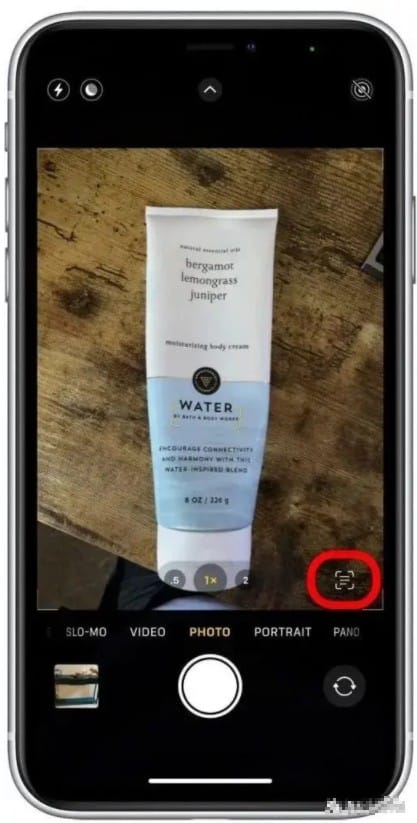 natural essential oils
bergamot
lemongrass
juniper
moisturizing body cream
WATER
BY BATH & BODY WORKS
ENCOURAGE CONNECTIVITY
AND HARMONY WITH THIS
WATER-INSPIRED BLEND
8 OZ / 226 g
.5 1× 2
SLO-MO VIDEO PHOTO PORTRAIT PANO